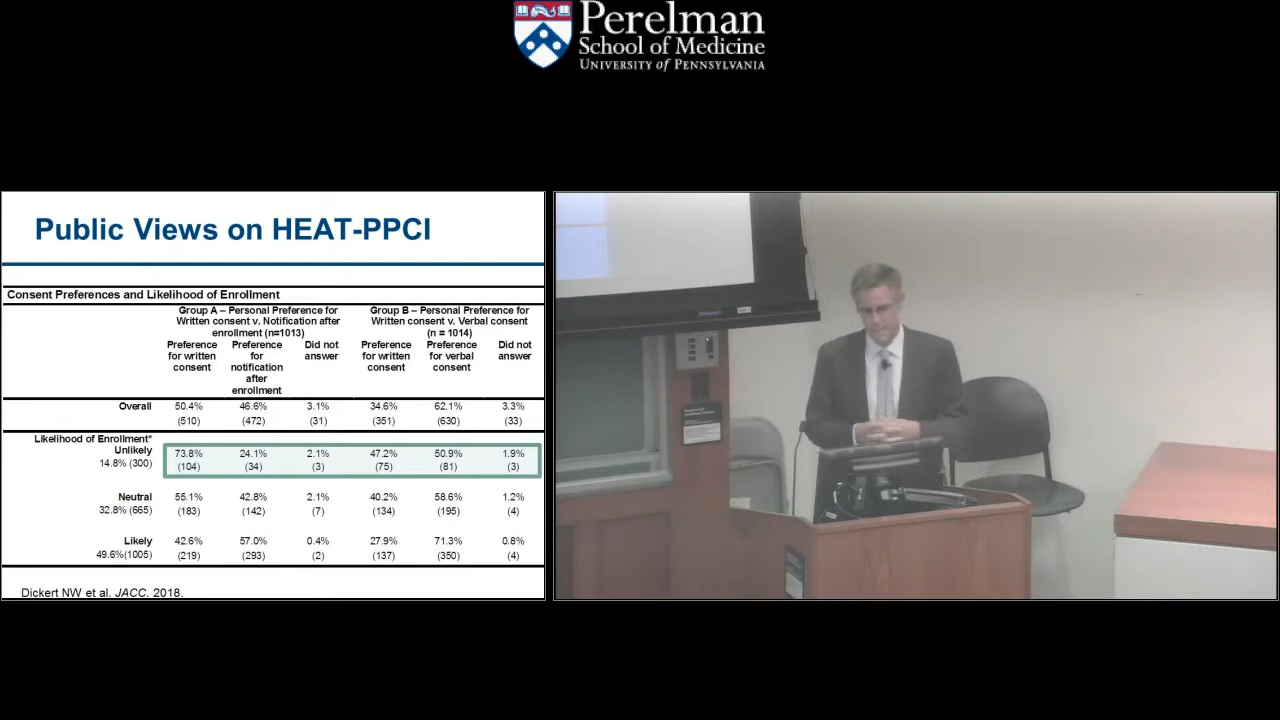 Perelman
School of Medicine
UNIVERSITY of PENNSYLVANIA
Public Views on HEAT-PPCI
Consent Preferences and Likelihood of Enrollment
Group A – Personal Preference for
Written consent v. Notification after
enrollment (n=1013)
Group B – Personal Preference for
Written consent v. Verbal consent
(n = 1014)
Preference
for written
consent
Preference
for
notification
after
enrollment
Did not
answer
Preference
for written
consent
Preference
for verbal
consent
Did not
answer
Overall 50.4% 46.6% 3.1% 34.6% 62.1% 3.3%
(510) (472) (31) (351) (630) (33)
Likelihood of Enrollment*
Unlikely 73.8% 24.1% 2.1% 47.2% 50.9% 1.9%
14.8% (300) (104) (34) (3) (75) (81) (3)
Neutral 55.1% 42.8% 2.1% 40.2% 58.6% 1.2%
32.8% (665) (183) (142) (7) (134) (195) (4)
Likely 42.6% 57.0% 0.4% 27.9% 71.3% 0.8%
49.6%(1005) (219) (293) (2) (137) (350) (4)
Dickert NW et al. JACC. 2018.